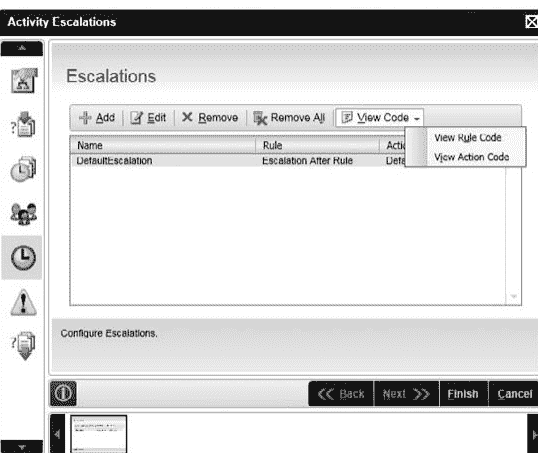 Activity Escalations
Escalations
Add Edit Remove Remove All View Code
View Rule Code
View Action Code
Name Rule
DefaultEscalation Escalation After Rule
Configure Escalations.
Back Next Finish Cancel